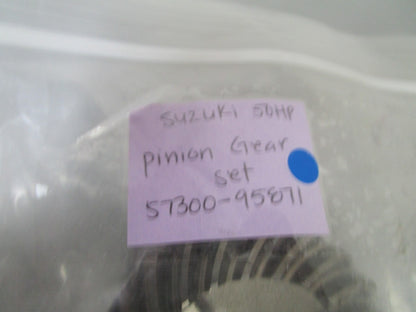 Suzuki 50HP
pinion Gear
set
57300-95871